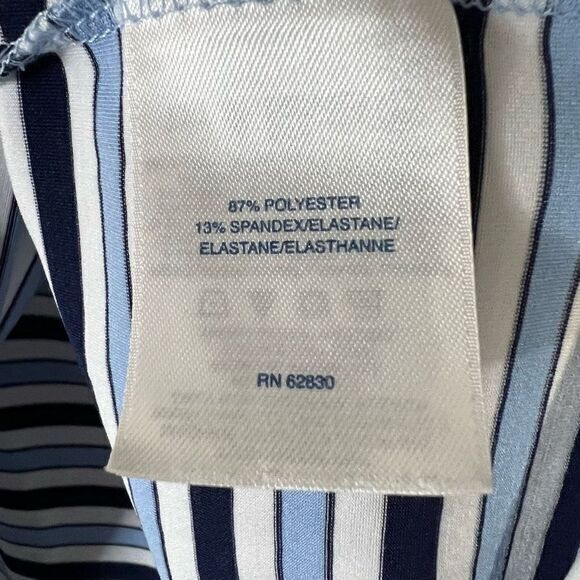 87% POLYESTER
13% SPANDEX/ELASTANE/
ELASTANE/ELASTHANNE
RN 62830